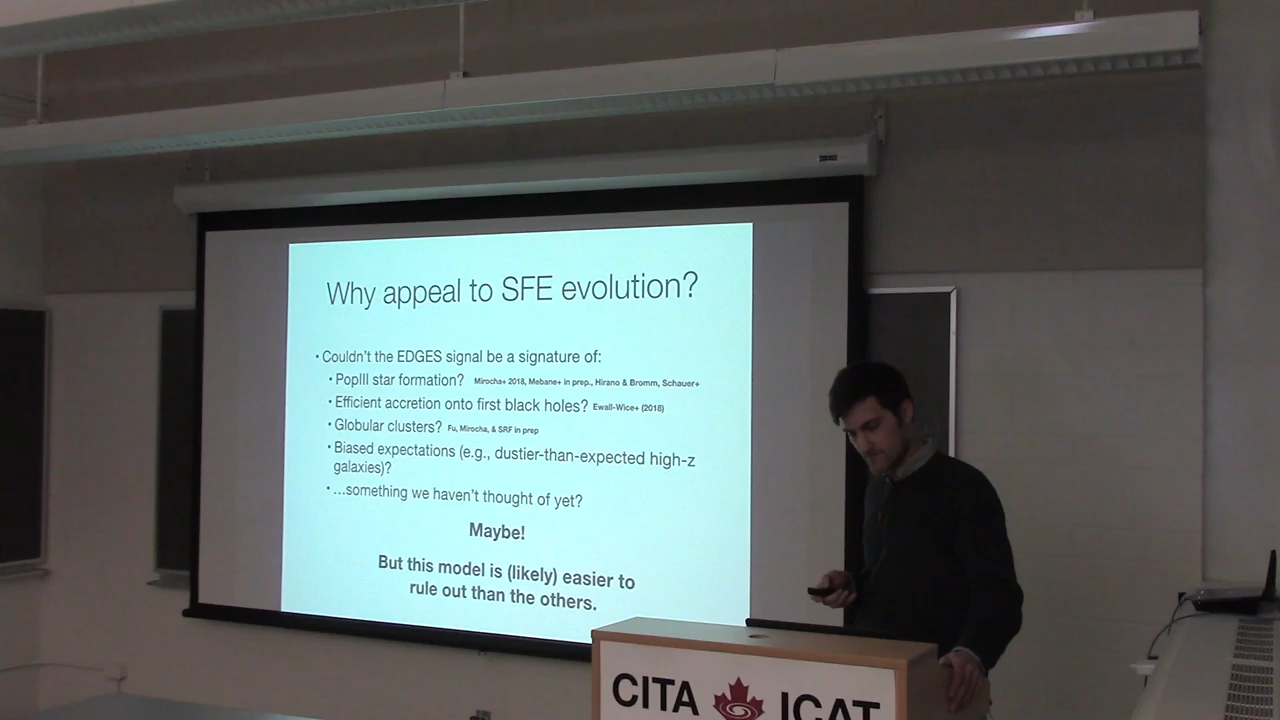 Why appeal to SFE evolution?
• Couldn't the EDGES signal be a signature of:
• PopIII star formation? Mirocha+ 2018, Mebane+ in prep., Hirano & Bromm, Schauer+
• Efficient accretion onto first black holes? Ewall-Wice+ (2018)
• Globular clusters? Fu, Mirocha, & SRF in prep
• Biased expectations (e.g., dustier-than-expected high-z
galaxies)?
• ...something we haven't thought of yet?
Maybe!
But this model is (likely) easier to
rule out than the others.
CITA ICAT